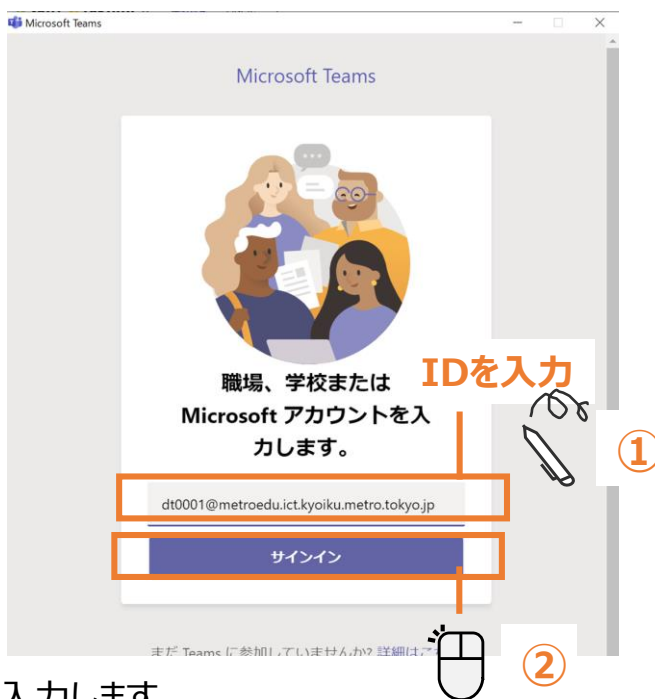 Microsoft Teams
Microsoft Teams
職場、学校または
Microsoft アカウントを入
力します。
IDを入力
①
dt0001@metroedu.ict.kyoiku.metro.tokyo.jp
サインイン
まだ Teams に参加していませんか? 詳細はこ
②
入力します